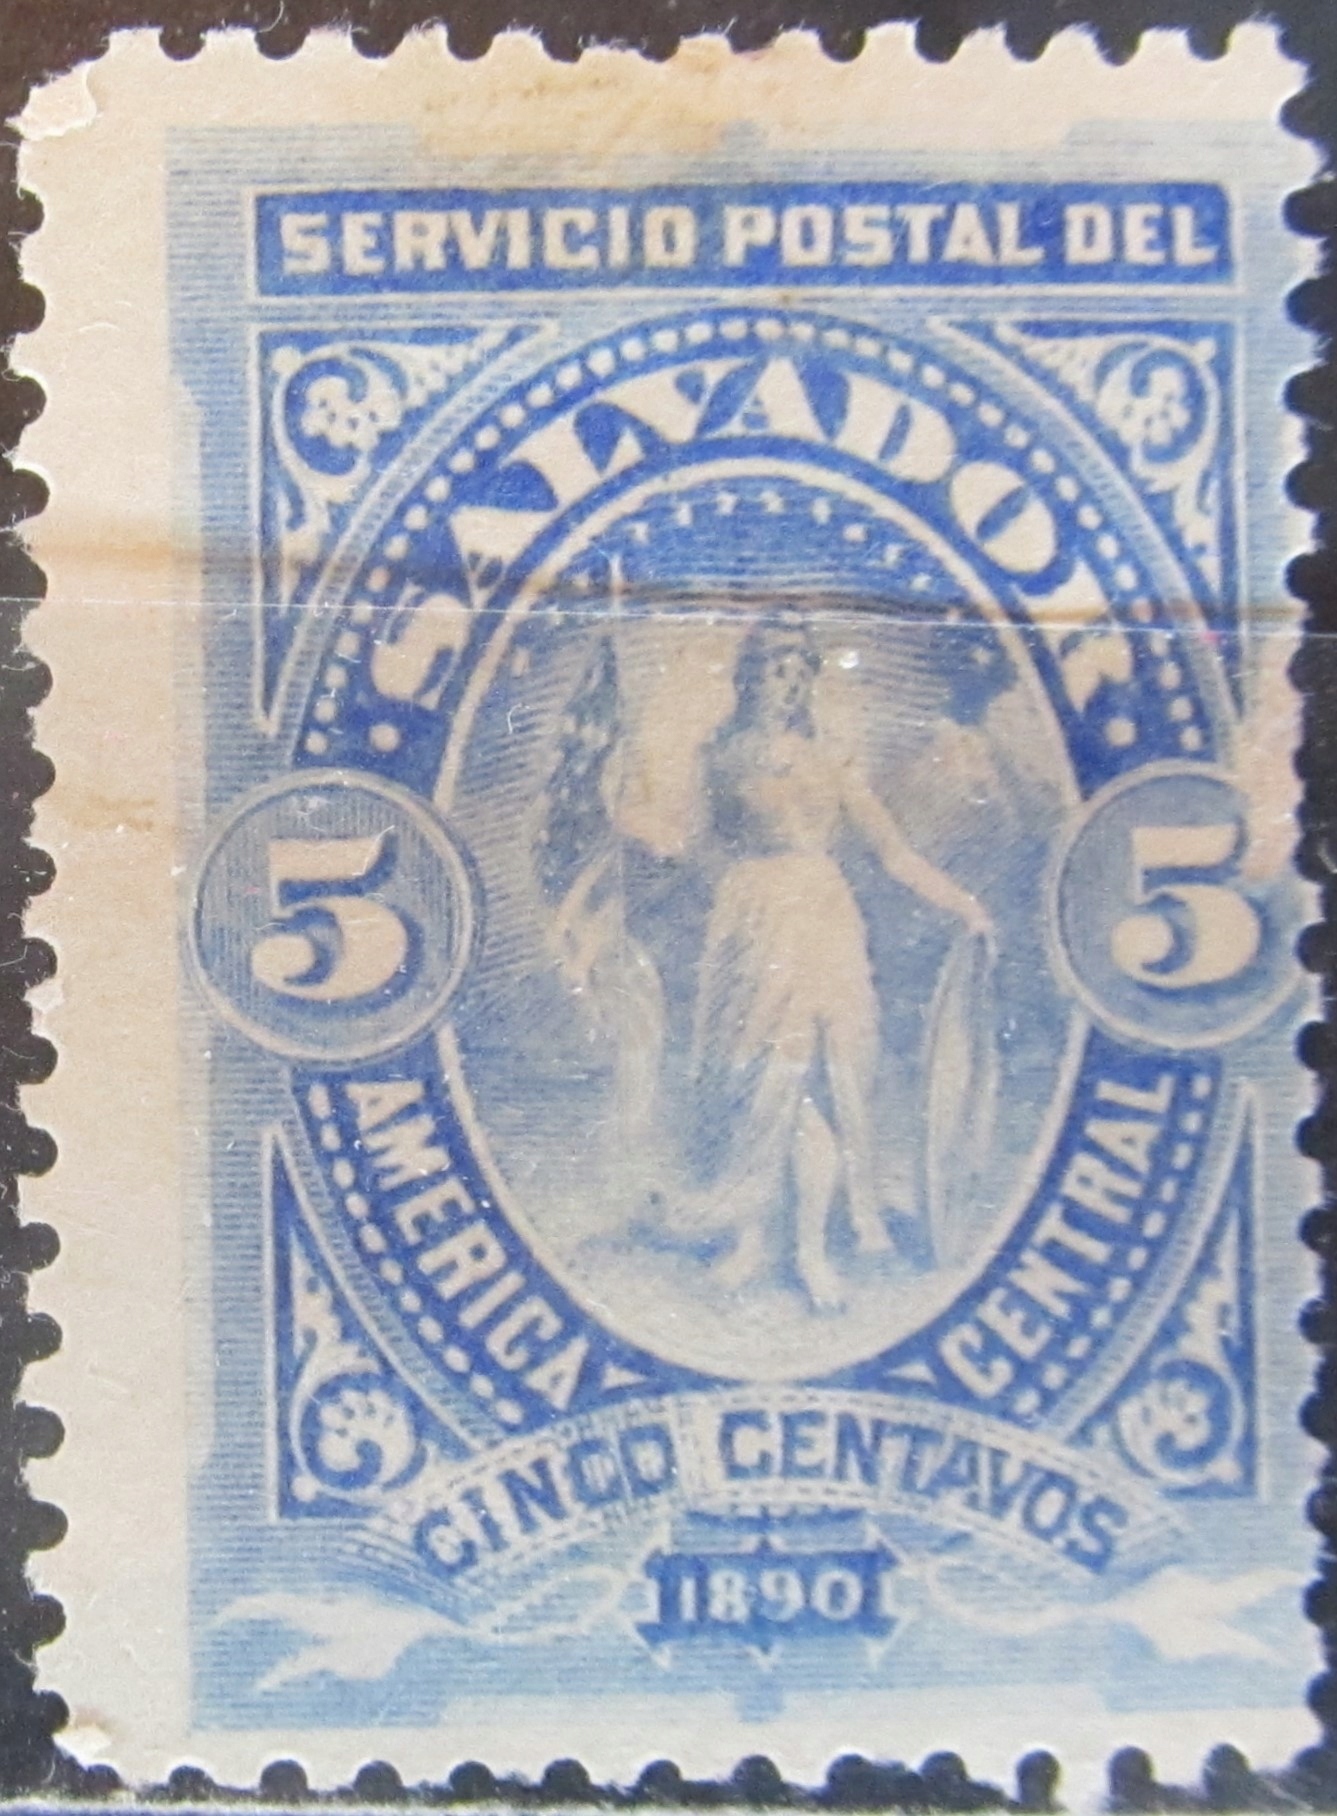 SERVICIO POSTAL DEL
SALVADOR
5 5
AMERICA CENTRAL
CINCO CENTAVOS
1890